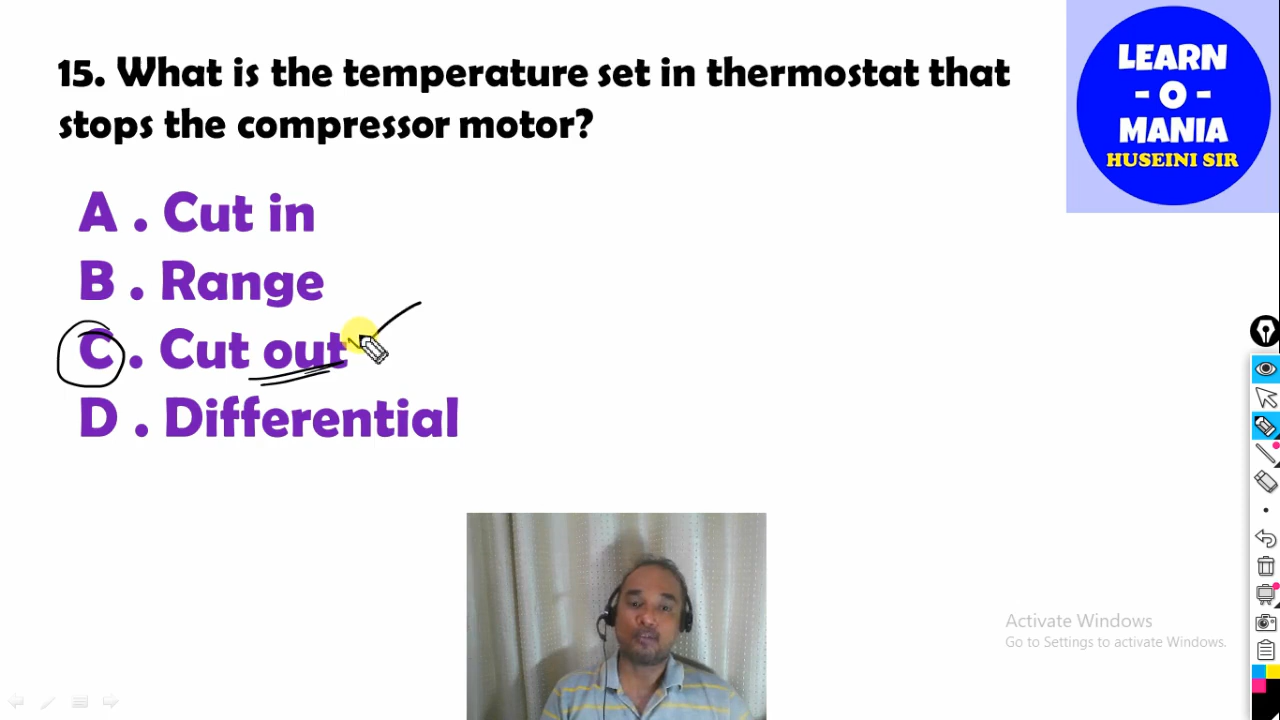 15. What is the temperature set in thermostat that
stops the compressor motor?
A . Cut in
B . Range
C . Cut out
D . Differential
LEARN
- O -
MANIA
HUSEINI SIR
Activate Windows
Go to Settings to activate Windows.